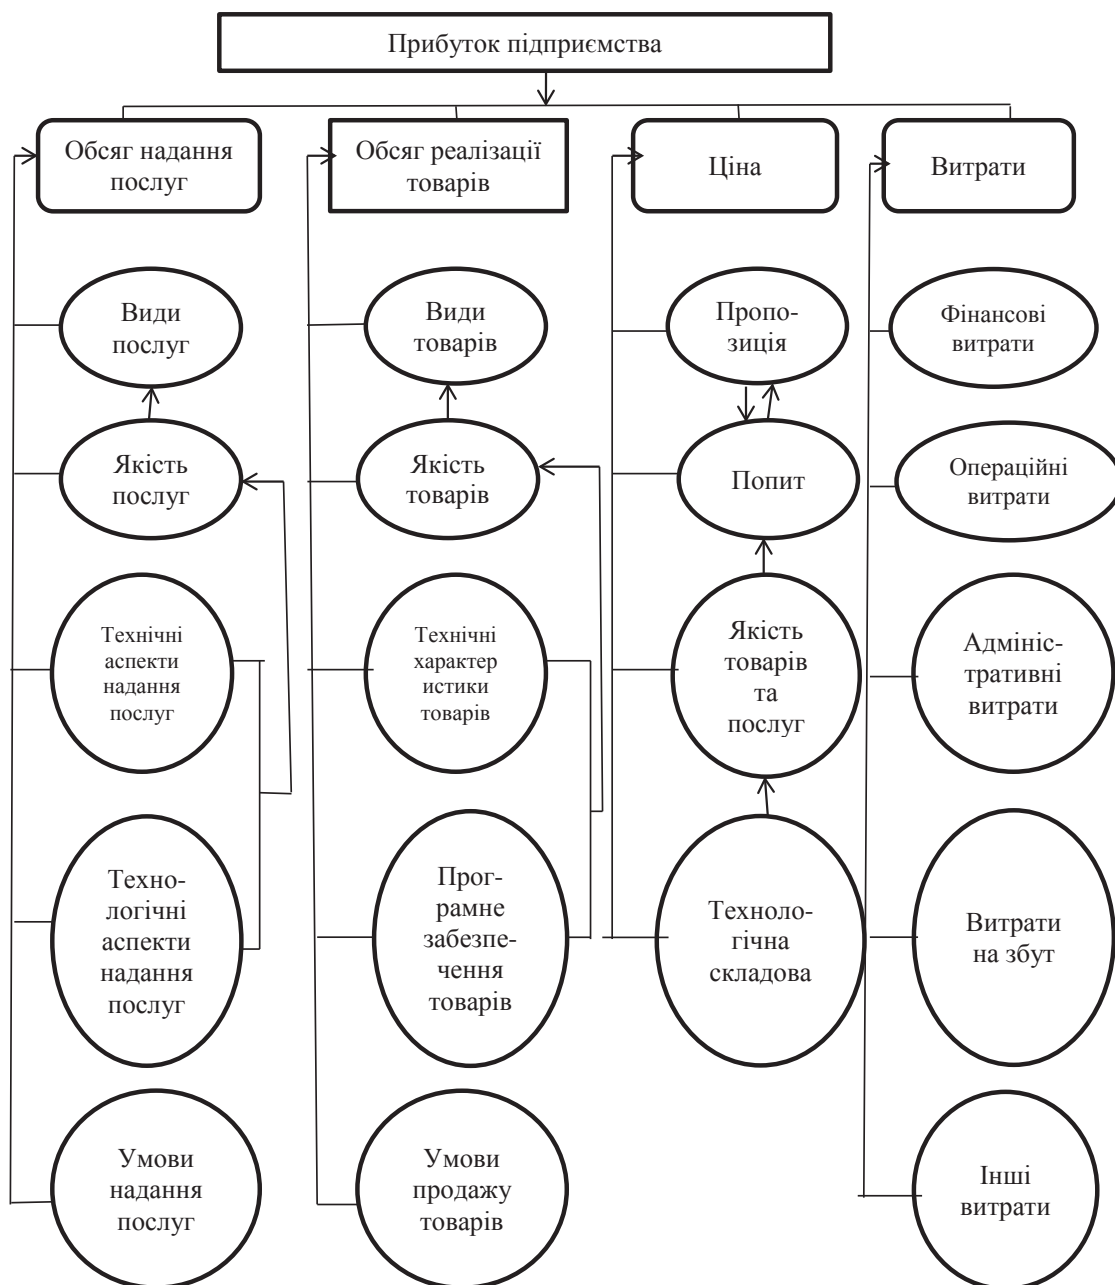 Прибуток підприємства
Обсяг надання
послуг
Обсяг реалізації
товарів
Ціна
Витрати
Види
послуг
Види
товарів
Пропо-
зиція
Фінансові
витрати
Якість
послуг
Якість
товарів
Попит
Операційні
витрати
Технічні
аспекти
надання
послуг
Технічні
характер
истики
товарів
Якість
товарів
та
послуг
Адмініс-
тративні
витрати
Техно-
логічні
аспекти
надання
послуг
Прог-
рамне
забезпе-
чення
товарів
Техноло-
гічна
складова
Витрати
на збут
Умови
надання
послуг
Умови
продажу
товарів
Інші
витрати